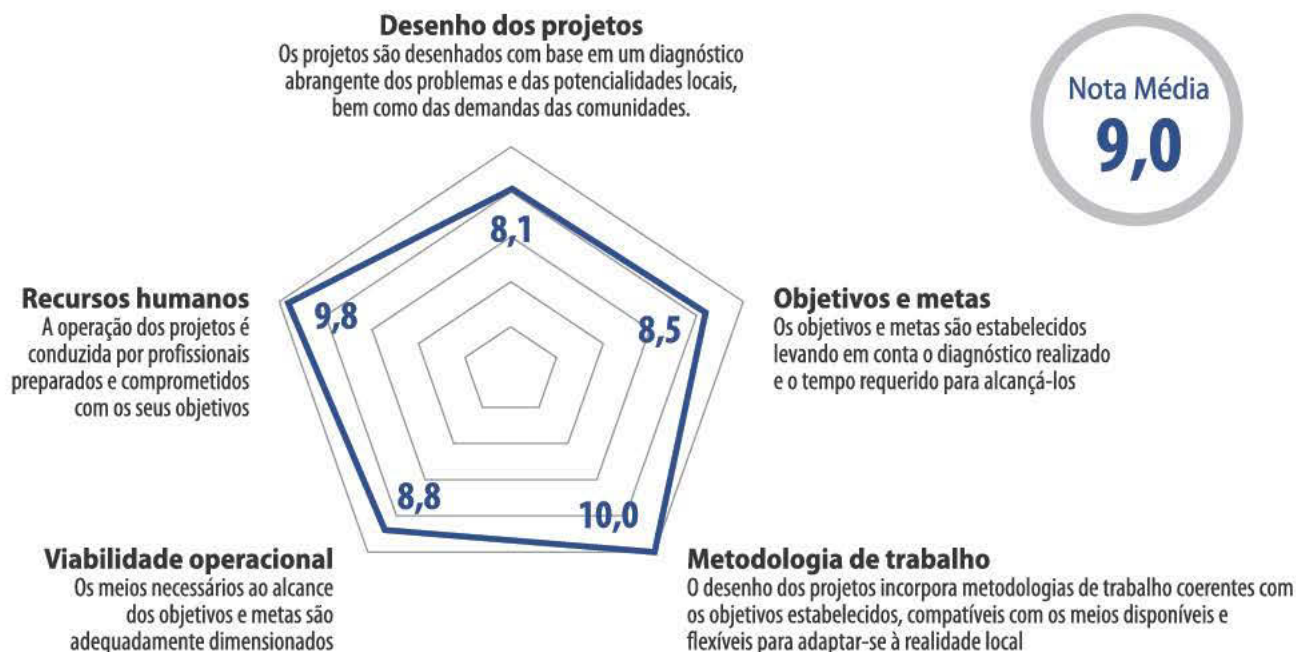 Desenho dos projetos
Os projetos são desenhados com base em um diagnóstico
abrangente dos problemas e das potencialidades locais,
bem como das demandas das comunidades.
Nota Média
9,0
8,1
Recursos humanos
A operação dos projetos é
conduzida por profissionais
preparados e comprometidos
com os seus objetivos
9,8
8,5
Objetivos e metas
Os objetivos e metas são estabelecidos
levando em conta o diagnóstico realizado
e o tempo requerido para alcançá-los
8,8
10,0
Viabilidade operacional
Os meios necessários ao alcance
dos objetivos e metas são
adequadamente dimensionados
Metodologia de trabalho
O desenho dos projetos incorpora metodologias de trabalho coerentes com
os objetivos estabelecidos, compatíveis com os meios disponíveis e
flexíveis para adaptar-se à realidade local